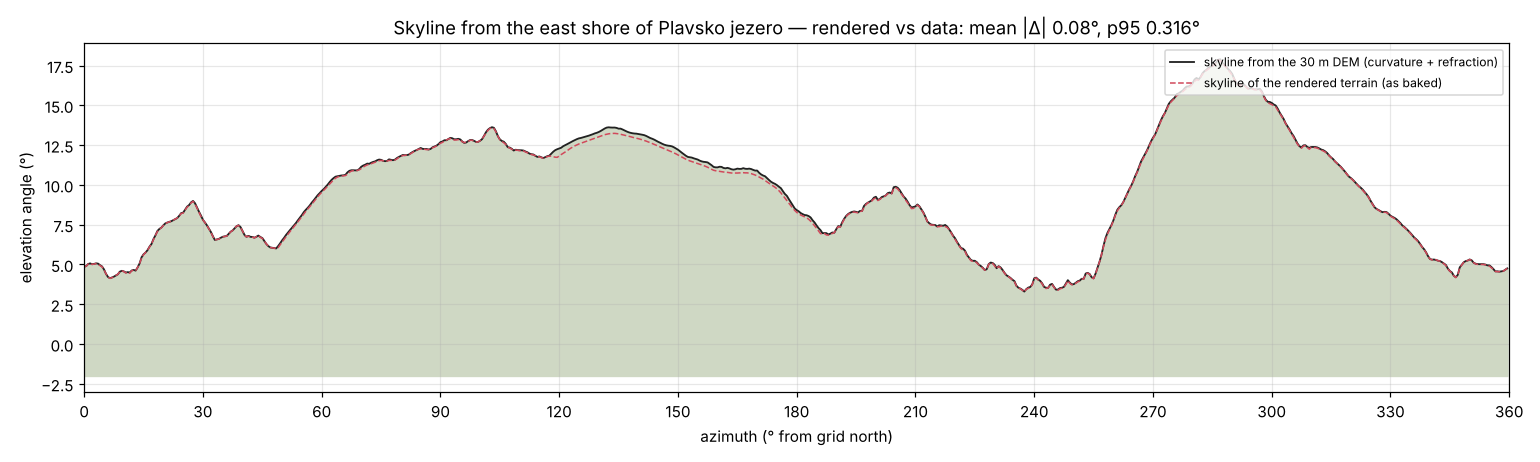 Skyline from the east shore of Plavsko jezero — rendered vs data: mean |Δ| 0.08°, p95 0.316°
skyline from the 30 m DEM (curvature + refraction)
skyline of the rendered terrain (as baked)
elevation angle (°)
17.5
15.0
12.5
10.0
7.5
5.0
2.5
0.0
−2.5
0 30 60 90 120 150 180 210 240 270 300 330 360
azimuth (° from grid north)